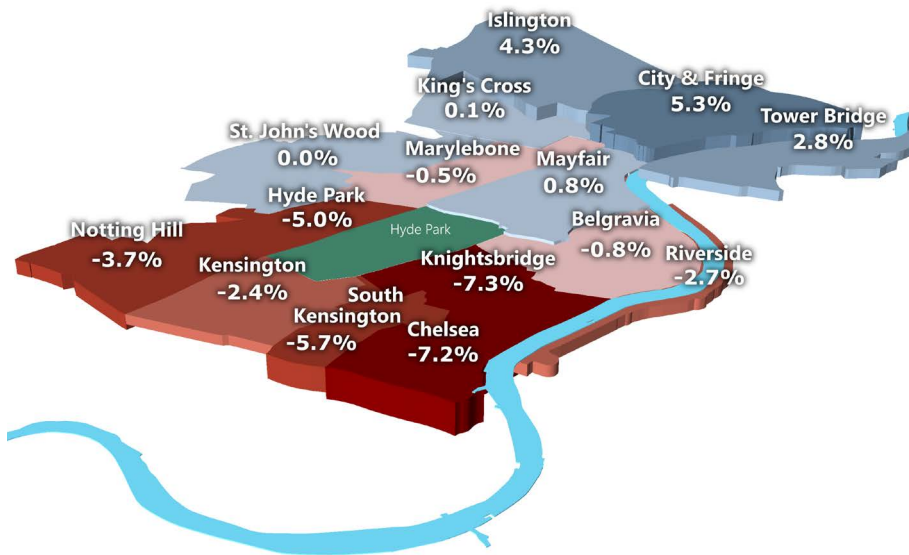 Islington
4.3%
King's Cross
0.1%
City & Fringe
5.3%
Tower Bridge
2.8%
St. John's Wood
0.0%
Marylebone
-0.5%
Mayfair
0.8%
Hyde Park
-5.0%
Hyde Park
Notting Hill
-3.7%
Belgravia
-0.8%
Riverside
-2.7%
Kensington
-2.4%
Knightsbridge
-7.3%
South
Kensington
-5.7%
Chelsea
-7.2%